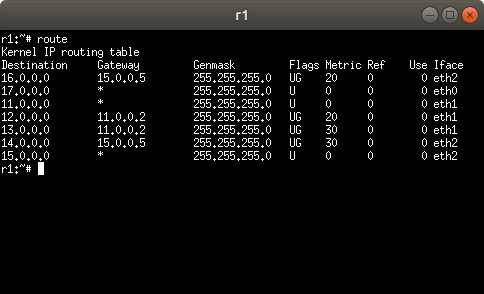 r1
r1:~# route
Kernel IP routing table
Destination     Gateway         Genmask         Flags Metric Ref    Use Iface
16.0.0.0        15.0.0.5        255.255.255.0   UG    20     0        0 eth2
17.0.0.0        *               255.255.255.0   U     0      0        0 eth0
11.0.0.0        *               255.255.255.0   U     0      0        0 eth1
12.0.0.0        11.0.0.2        255.255.255.0   UG    20     0        0 eth1
13.0.0.0        11.0.0.2        255.255.255.0   UG    30     0        0 eth1
14.0.0.0        15.0.0.5        255.255.255.0   UG    30     0        0 eth2
15.0.0.0        *               255.255.255.0   U     0      0        0 eth2
r1:~#